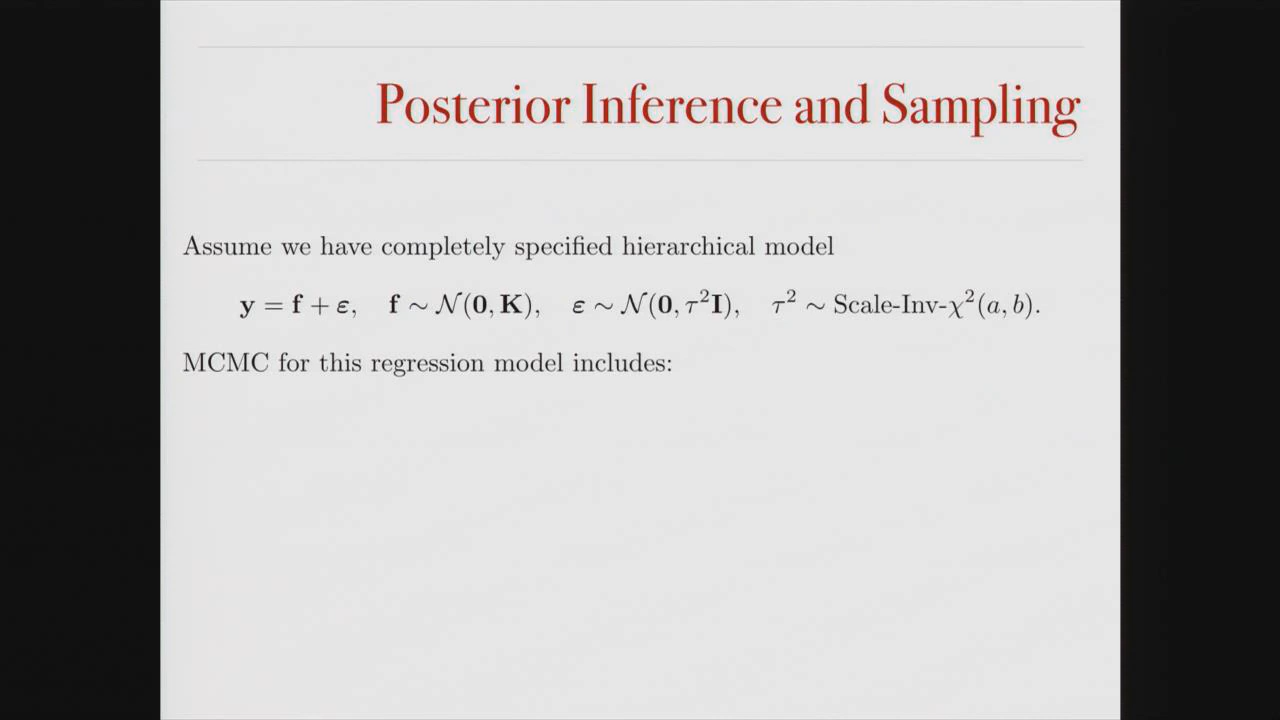 Posterior Inference and Sampling
Assume we have completely specified hierarchical model
y = f + ε, f ∼ 𝒩(0, K), ε ∼ 𝒩(0, τ²I), τ² ∼ Scale-Inv-χ²(a, b).
MCMC for this regression model includes: